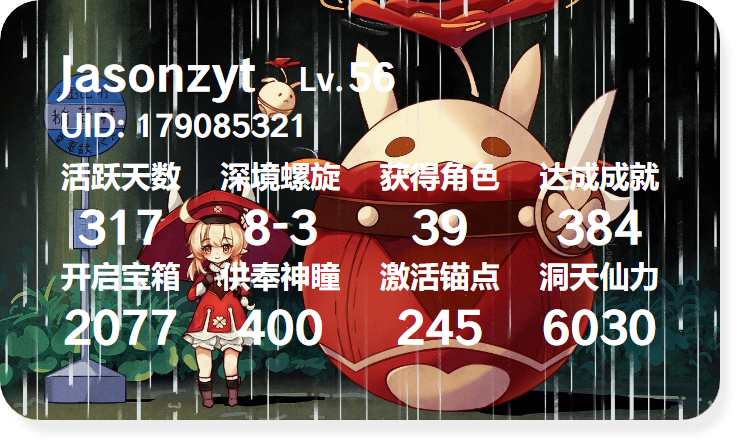 Jasonzyt Lv.56
UID: 179085321
活跃天数 深境螺旋 获得角色 达成成就
317 8-3 39 384
开启宝箱 供奉神瞳 激活锚点 洞天仙力
2077 400 245 6030